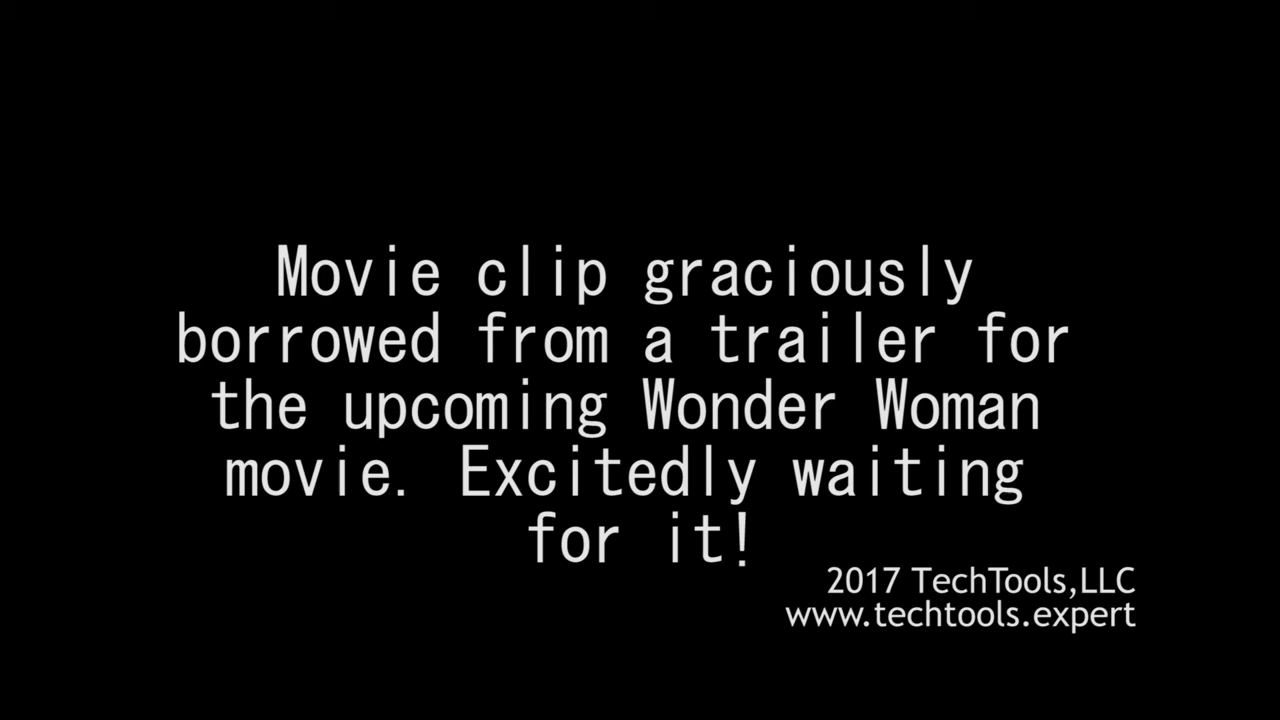 Movie clip graciously
borrowed from a trailer for
the upcoming Wonder Woman
movie. Excitedly waiting
for it!
2017 TechTools,LLC
www.techtools.expert